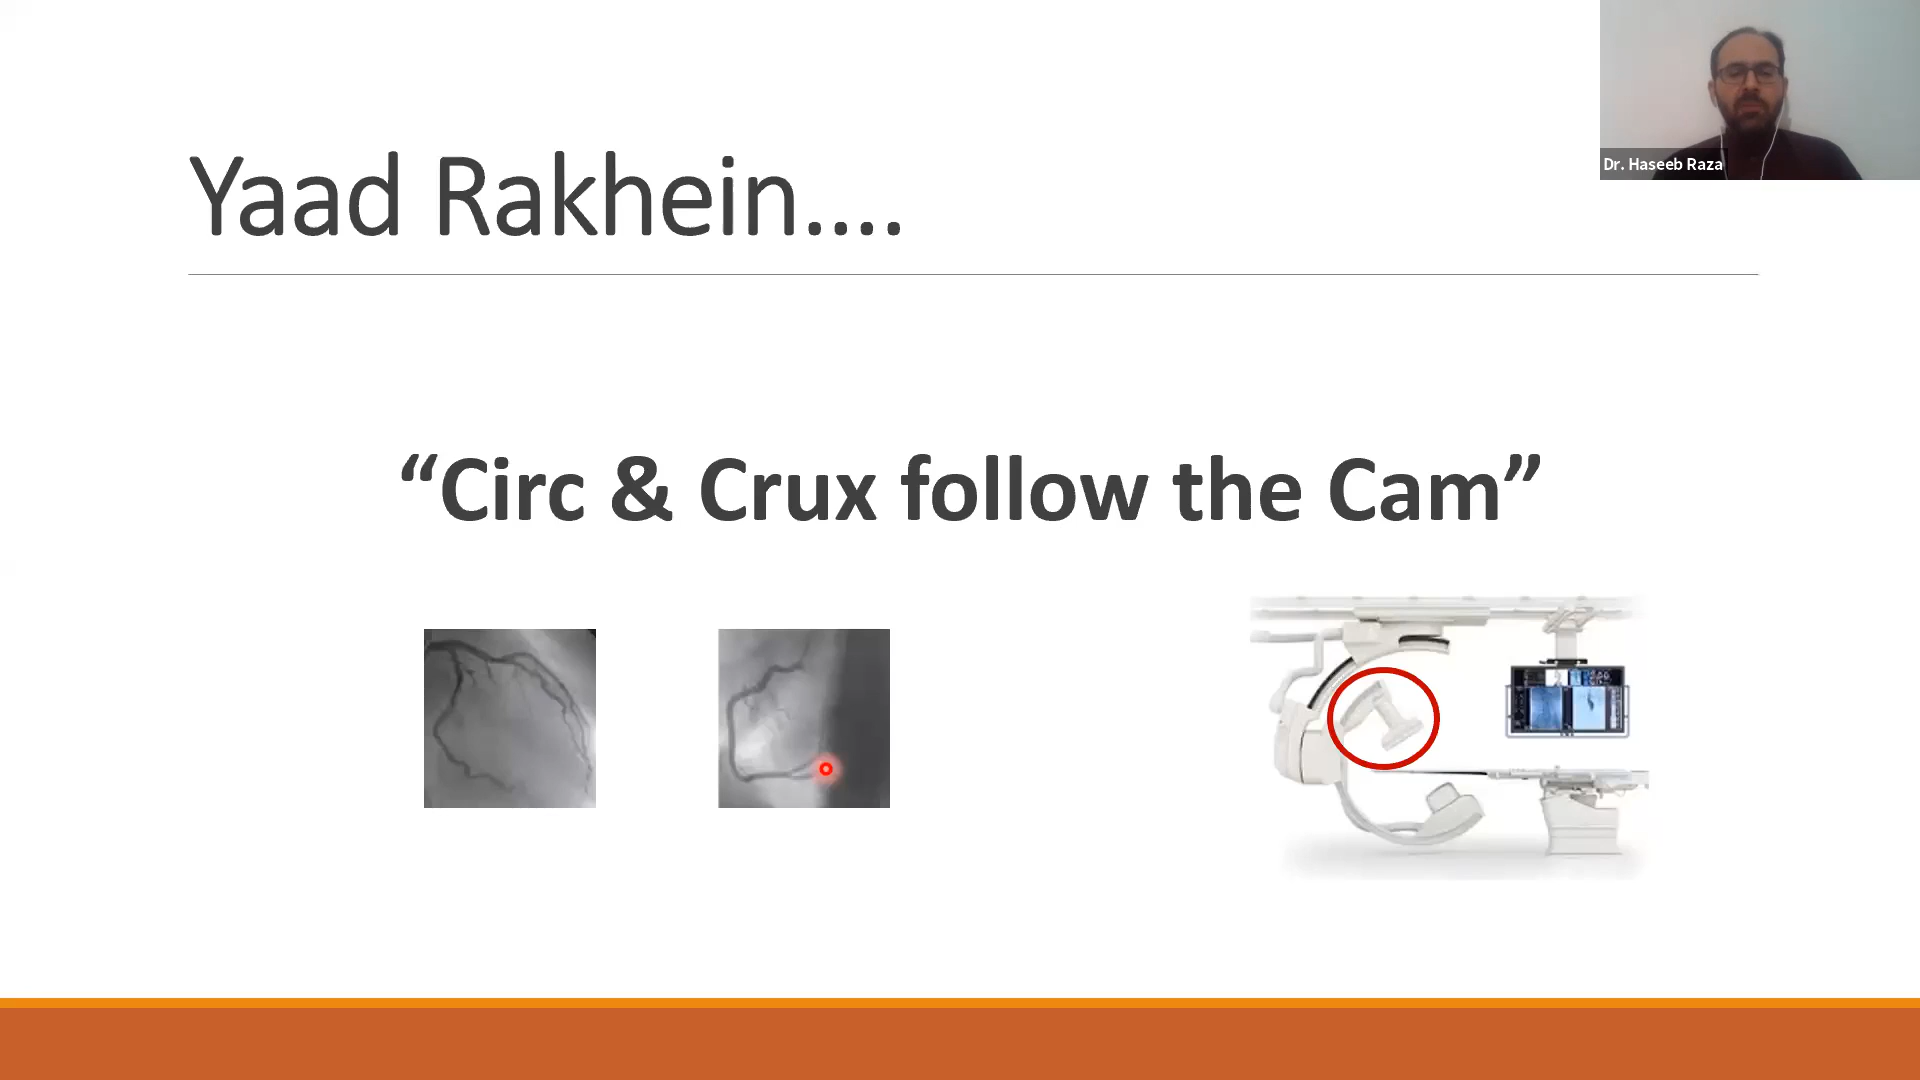 Dr. Haseeb Raza
Yaad Rakhein....
“Circ & Crux follow the Cam”